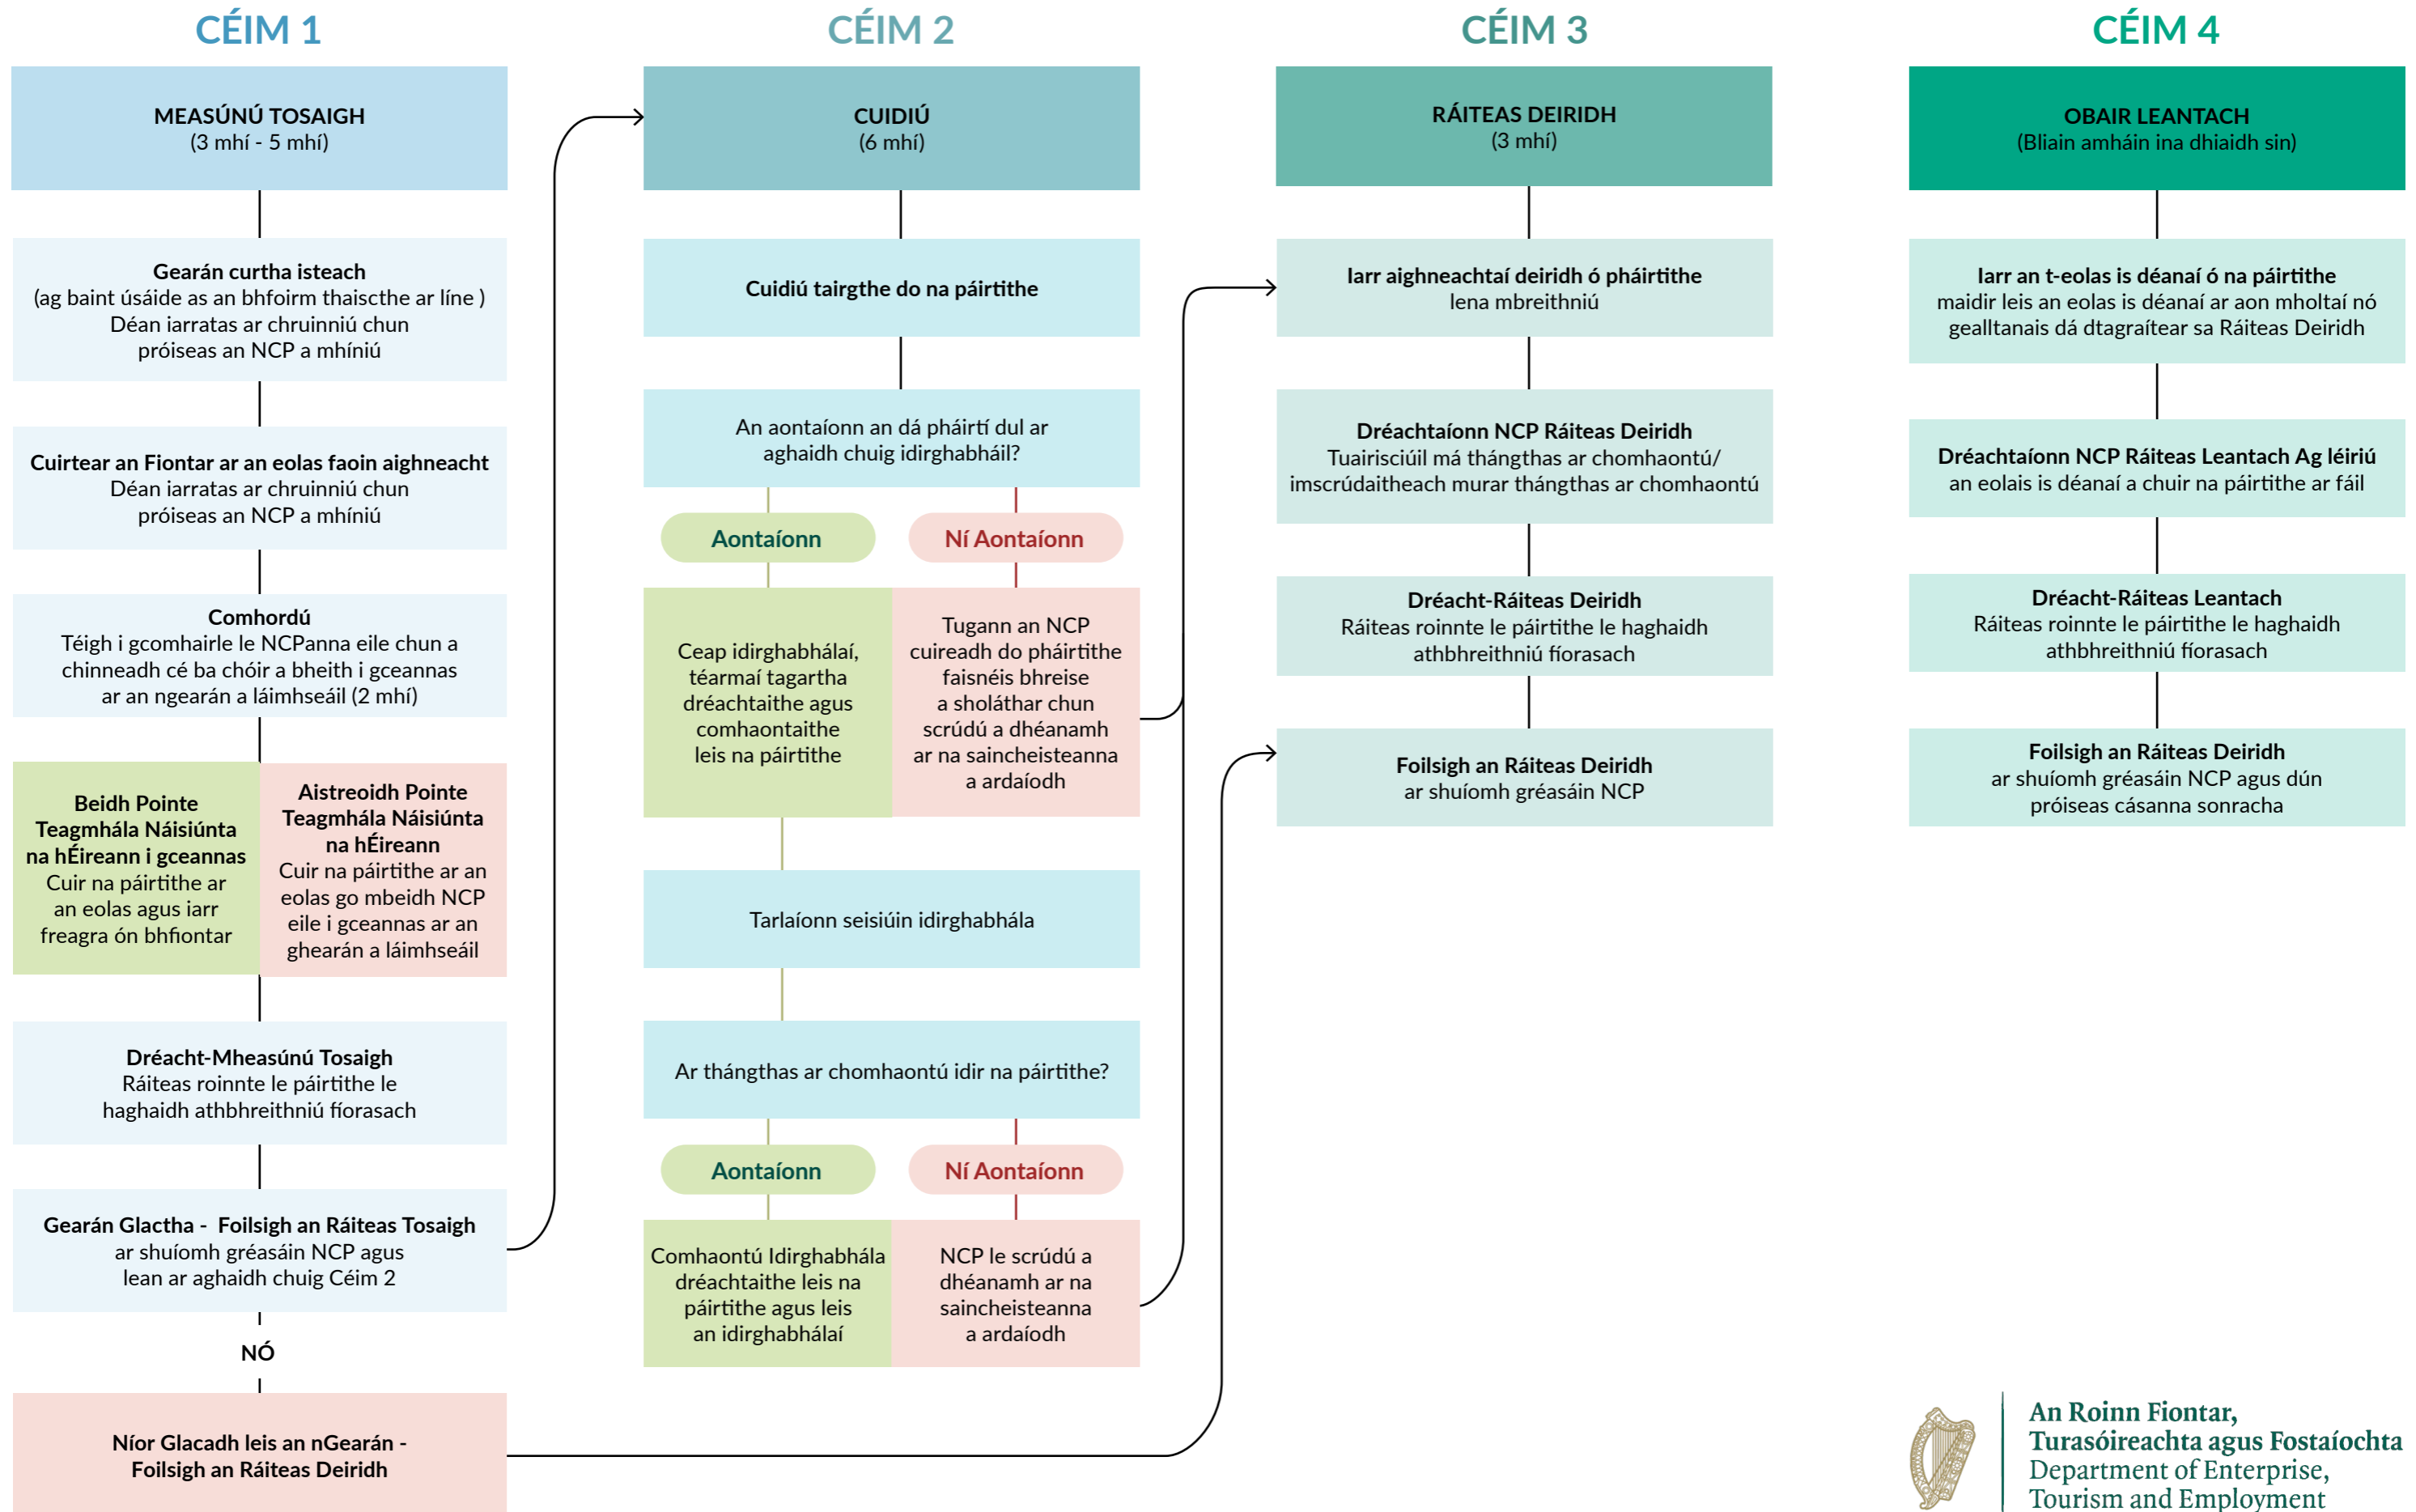 CÉIM 1
MEASÚNÚ TOSAIGH
(3 mhí - 5 mhí)
Gearán curtha isteach
(ag baint úsáide as an bhfoirm thaiscthe ar líne )
Déan iarratas ar chruinniú chun
próiseas an NCP a mhíniú
Cuirtear an Fiontar ar an eolas faoin aighneacht
Déan iarratas ar chruinniú chun
próiseas an NCP a mhíniú
Comhordú
Téigh i gcomhairle le NCPanna eile chun a
chinneadh cé ba chóir a bheith i gceannas
ar an ngearán a láimhseáil (2 mhí)
Beidh Pointe
Teagmhála Náisiúnta
na hÉireann i gceannas
Cuir na páirtithe ar
an eolas agus iarr
freagra ón bhfiontar
Aistreoidh Pointe
Teagmhála Náisiúnta
na hÉireann
Cuir na páirtithe ar an
eolas go mbeidh NCP
eile i gceannas ar an
ghearán a láimhseáil
Dréacht-Mheasúnú Tosaigh
Ráiteas roinnte le páirtithe le
haghaidh athbhreithniú fíorasach
Gearán Glactha - Foilsigh an Ráiteas Tosaigh
ar shuíomh gréasáin NCP agus
lean ar aghaidh chuig Céim 2
NÓ
Níor Glacadh leis an nGearán -
Foilsigh an Ráiteas Deiridh
CÉIM 2
CUIDIÚ
(6 mhí)
Cuidiú tairgthe do na páirtithe
An aontaíonn an dá pháirtí dul ar
aghaidh chuig idirghabháil?
Aontaíonn
Ní Aontaíonn
Ceap idirghabhálaí,
téarmaí tagartha
dréachtaithe agus
comhaontaithe
leis na páirtithe
Tugann an NCP
cuireadh do pháirtithe
faisnéis bhreise
a sholáthar chun
scrúdú a dhéanamh
ar na saincheisteanna
a ardaíodh
Tarlaíonn seisiúin idirghabhála
Ar thángthas ar chomhaontú idir na páirtithe?
Aontaíonn
Ní Aontaíonn
Comhaontú Idirghabhála
dréachtaithe leis na
páirtithe agus leis
an idirghabhálaí
NCP le scrúdú a
dhéanamh ar na
saincheisteanna
a ardaíodh
CÉIM 3
RÁITEAS DEIRIDH
(3 mhí)
Iarr aighneachtaí deiridh ó pháirtithe
lena mbreithniú
Dréachtaíonn NCP Ráiteas Deiridh
Tuairisciúil má thángthas ar chomhaontú/
imscrúdaitheach murar thángthas ar chomhaontú
Dréacht-Ráiteas Deiridh
Ráiteas roinnte le páirtithe le haghaidh
athbhreithniú fíorasach
Foilsigh an Ráiteas Deiridh
ar shuíomh gréasáin NCP
CÉIM 4
OBAIR LEANTACH
(Bliain amháin ina dhiaidh sin)
Iarr an t-eolas is déanaí ó na páirtithe
maidir leis an eolas is déanaí ar aon mholtaí nó
gealltanais dá dtagraítear sa Ráiteas Deiridh
Dréachtaíonn NCP Ráiteas Leantach Ag léiriú
an eolais is déanaí a chuir na páirtithe ar fáil
Dréacht-Ráiteas Leantach
Ráiteas roinnte le páirtithe le haghaidh
athbhreithniú fíorasach
Foilsigh an Ráiteas Deiridh
ar shuíomh gréasáin NCP agus dún
próiseas cásanna sonracha
An Roinn Fiontar,
Turasóireachta agus Fostaíochta
Department of Enterprise,
Tourism and Employment